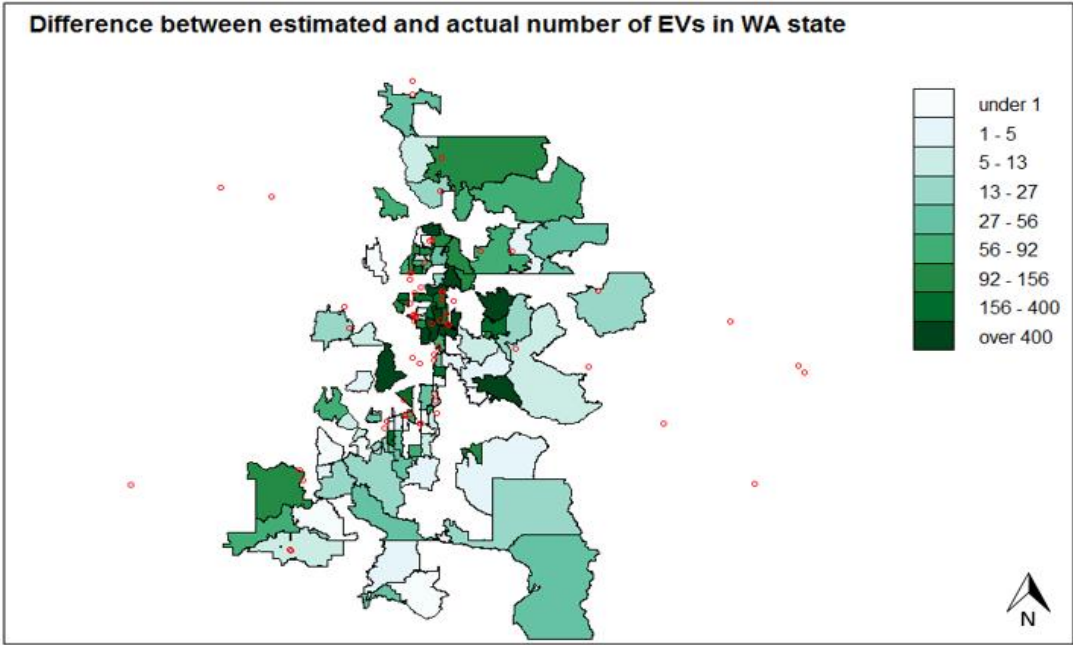 Difference between estimated and actual number of EVs in WA state
under 1
1 - 5
5 - 13
13 - 27
27 - 56
56 - 92
92 - 156
156 - 400
over 400
N